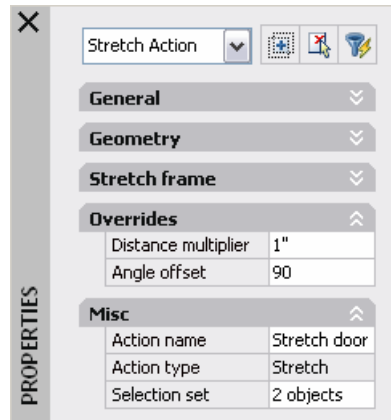 Stretch Action
General
Geometry
Stretch frame
Overrides
Distance multiplier 1"
Angle offset 90
Misc
Action name Stretch door
Action type Stretch
Selection set 2 objects
PROPERTIES